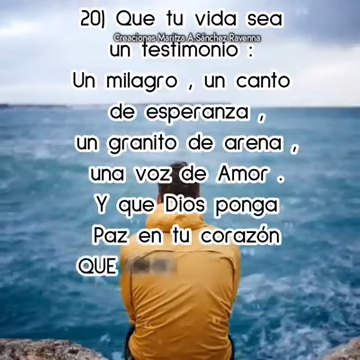 20) Que tu vida sea
Creaciones Maritza A Sánchez Ravenna
un testimonio :
Un milagro , un canto
de esperanza ,
un granito de arena ,
una voz de Amor .
Y que Dios ponga
Paz en tu corazón
QUE